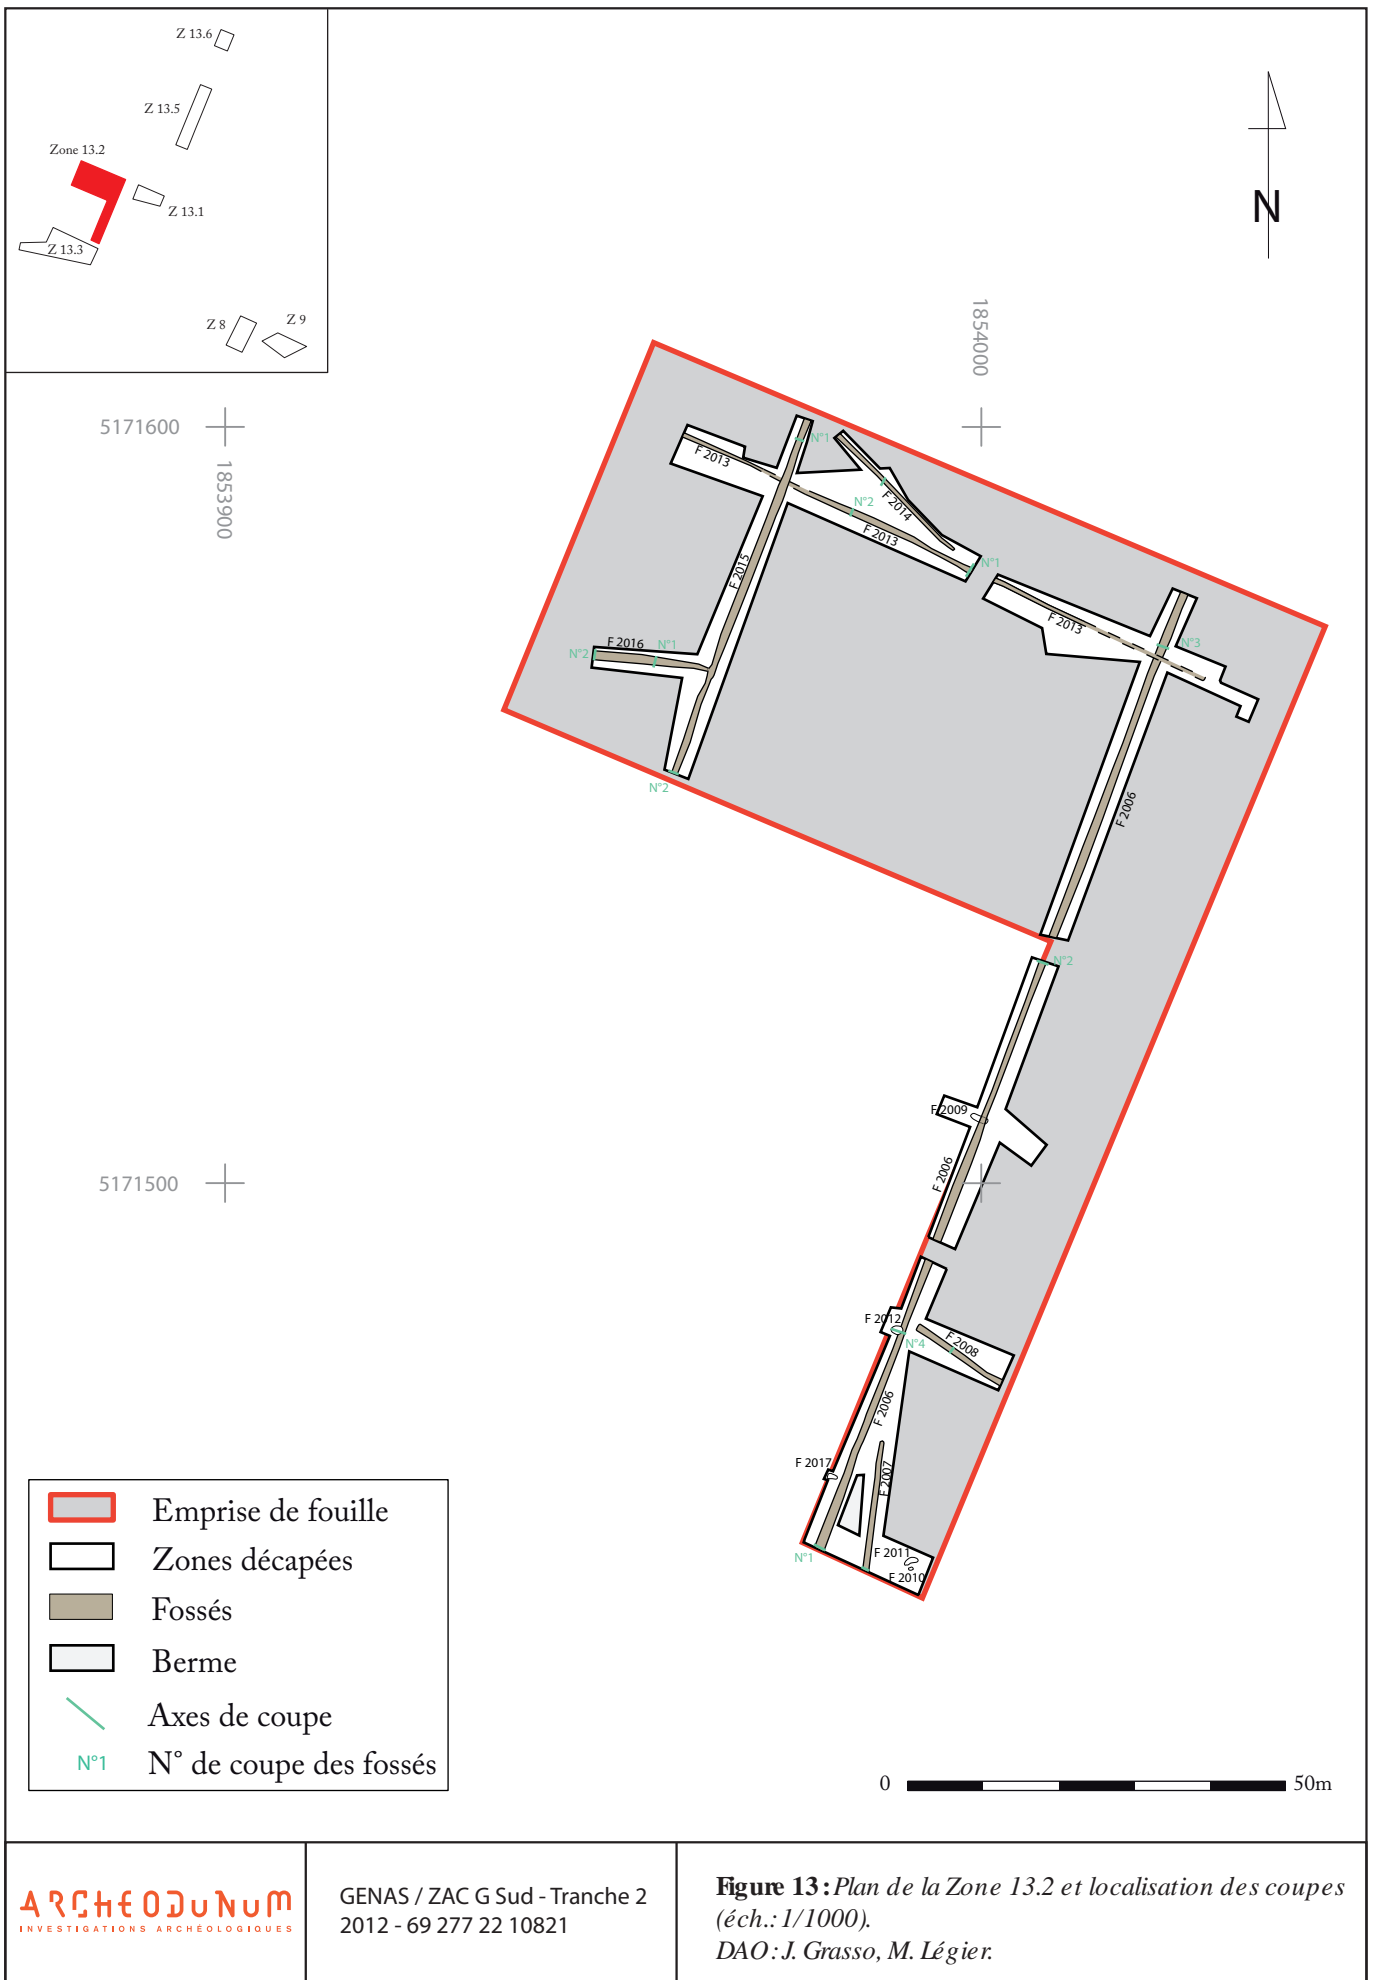 Z 13.6
Z 13.5
Zone 13.2
Z 13.1
Z 13.3
Z 8
Z 9
N
1854000
5171600
1853900
N°1
F 2013
N°2
F 2014
F 2013
N°1
F 2015
F 2013
N°3
F 2016
N°1
N°2
N°2
F 2006
N°2
F 2009
F 2006
5171500
F 2012
N°4
F 2008
F 2006
F 2017
F 2007
N°1
F 2011
F 2010
Emprise de fouille
Zones décapées
Fossés
Berme
Axes de coupe
N°1 N° de coupe des fossés
0 50m
ARCHEODUNUM
INVESTIGATIONS ARCHÉOLOGIQUES
GENAS / ZAC G Sud - Tranche 2
2012 - 69 277 22 10821
Figure 13 : Plan de la Zone 13.2 et localisation des coupes
(éch.: 1/1000).
DAO : J. Grasso, M. Légier.